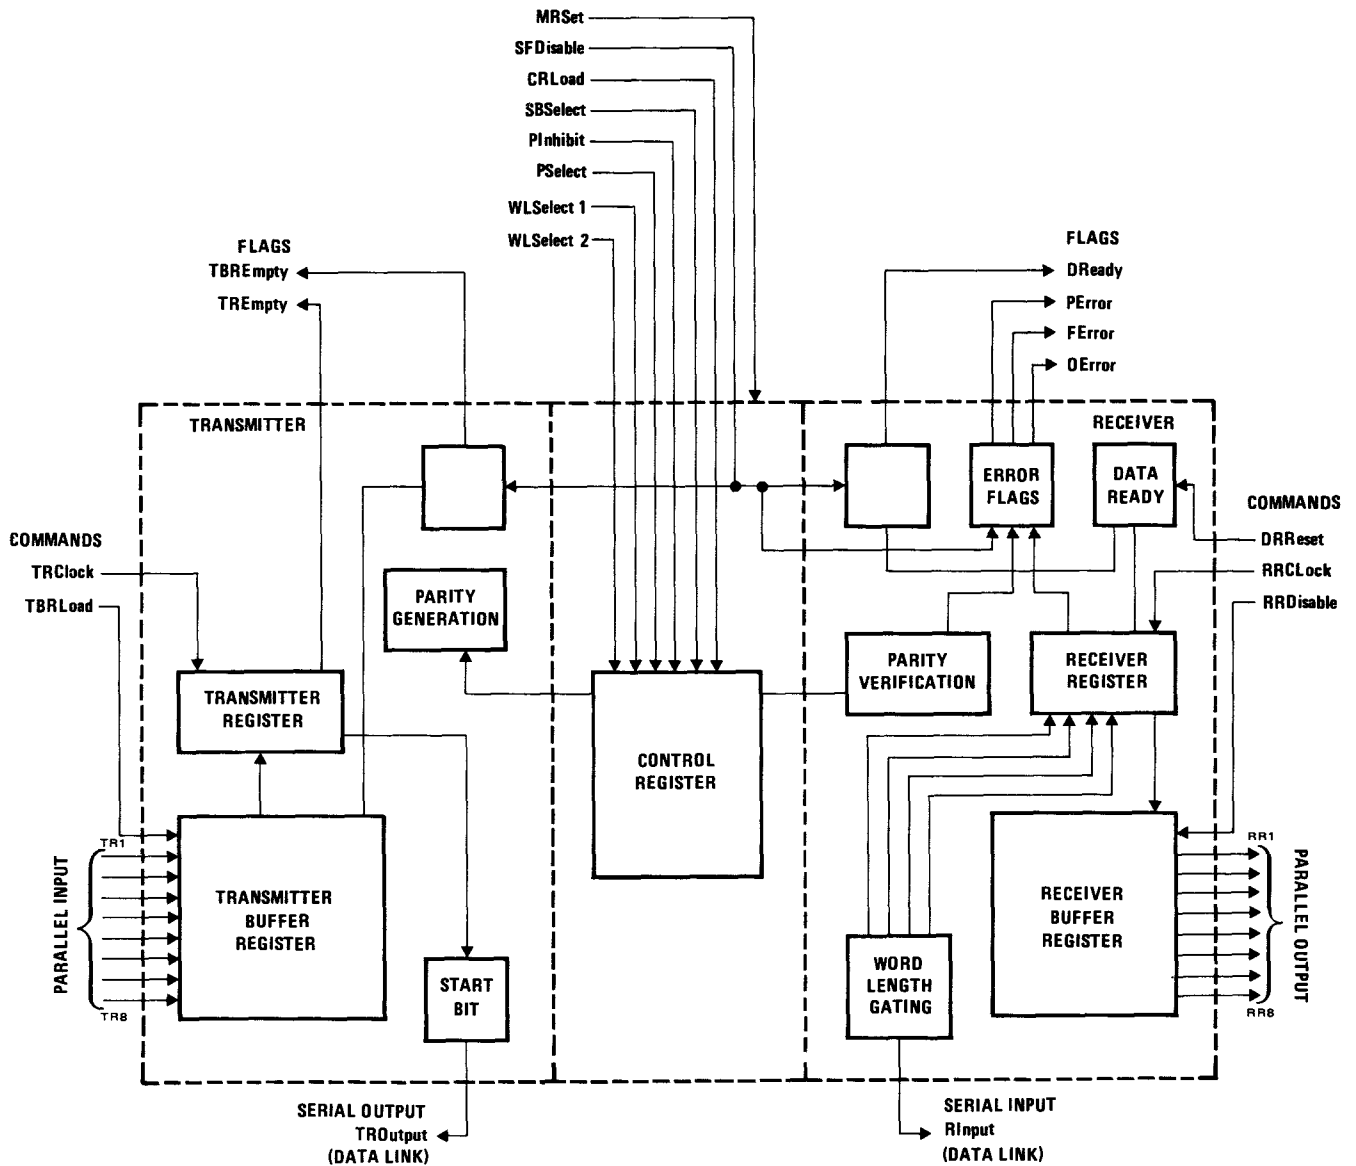 MRSet
SFDisable
CRLoad
SBSelect
PInhibit
PSelect
WLSelect 1
WLSelect 2
FLAGS
TBREmpty
TREmpty
FLAGS
DReady
PError
FError
OError
TRANSMITTER
RECEIVER
ERROR
FLAGS
DATA
READY
COMMANDS
TRClock
TBRLoad
COMMANDS
DRReset
RRCLock
RRDisable
PARITY
GENERATION
TRANSMITTER
REGISTER
CONTROL
REGISTER
PARITY
VERIFICATION
RECEIVER
REGISTER
PARALLEL INPUT
TR1
TR8
TRANSMITTER
BUFFER
REGISTER
START
BIT
WORD
LENGTH
GATING
RECEIVER
BUFFER
REGISTER
RR1
RR8
PARALLEL OUTPUT
SERIAL OUTPUT
TROutput
(DATA LINK)
SERIAL INPUT
RInput
(DATA LINK)